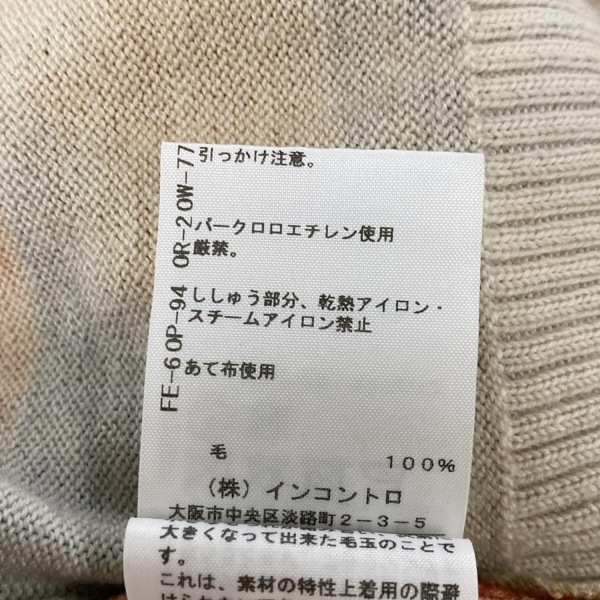 引っかけ注意。
パークロロエチレン使用
厳禁。
ししゅう部分、乾熱アイロン・
スチームアイロン禁止
あて布使用
毛 100%
(株)インコントロ
大阪市中央区淡路町2-3-5
大きくなって出来た毛玉のことで
す。
これは、素材の特性上着用の際避
FE-60P-94 OR-20W-77